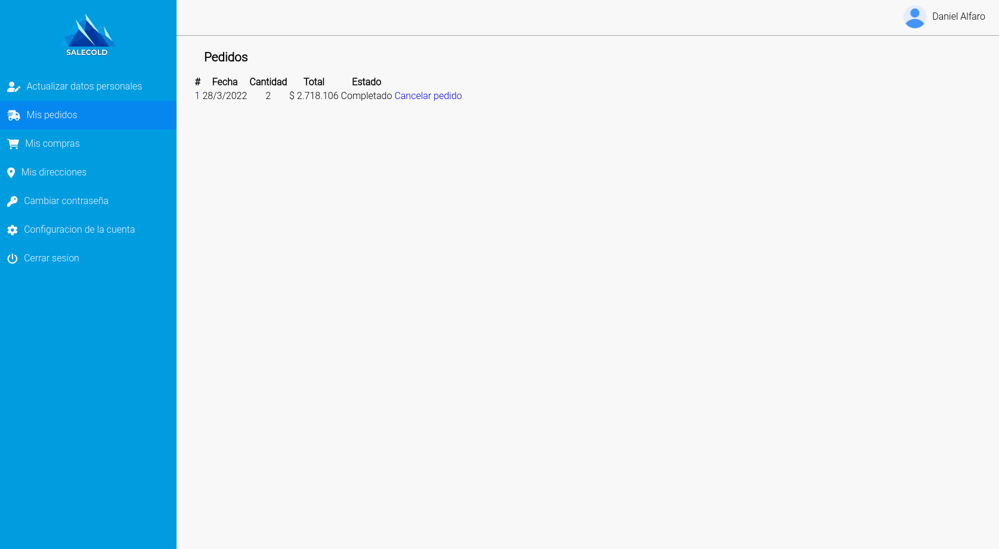 SALECOLD
Daniel Alfaro
Actualizar datos personales
Mis pedidos
Mis compras
Mis direcciones
Cambiar contraseña
Configuracion de la cuenta
Cerrar sesion
Pedidos
# Fecha Cantidad Total Estado
1 28/3/2022 2 $ 2.718.106 Completado Cancelar pedido